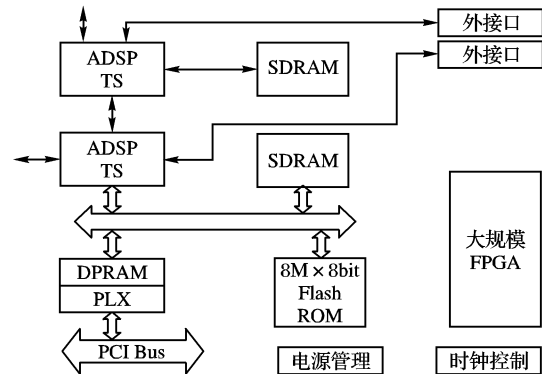 外接口
外接口
ADSP
TS
SDRAM
ADSP
TS
SDRAM
大规模
FPGA
DPRAM
PLX
8M×8bit
Flash
ROM
PCI Bus
电源管理
时钟控制